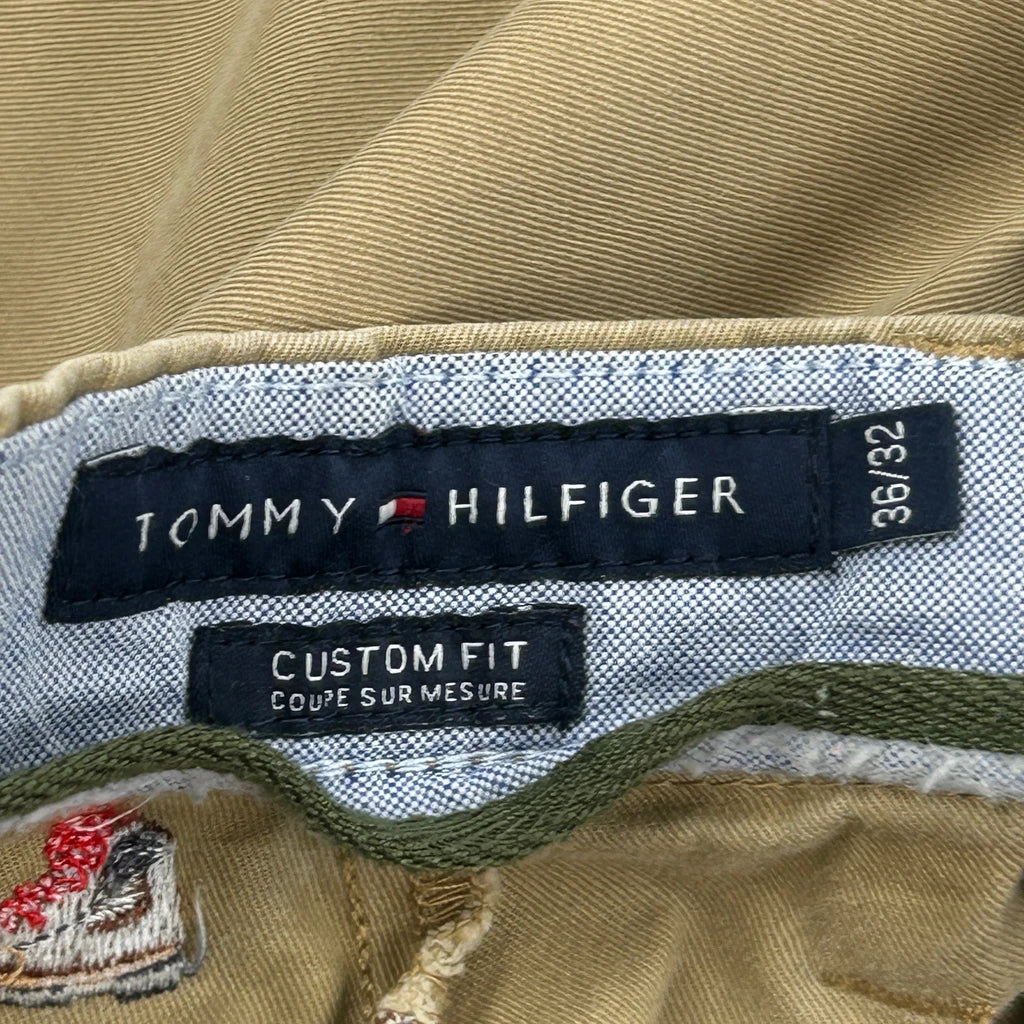 TOMMY HILFIGER
36/32
CUSTOM FIT
COUPE SUR MESURE